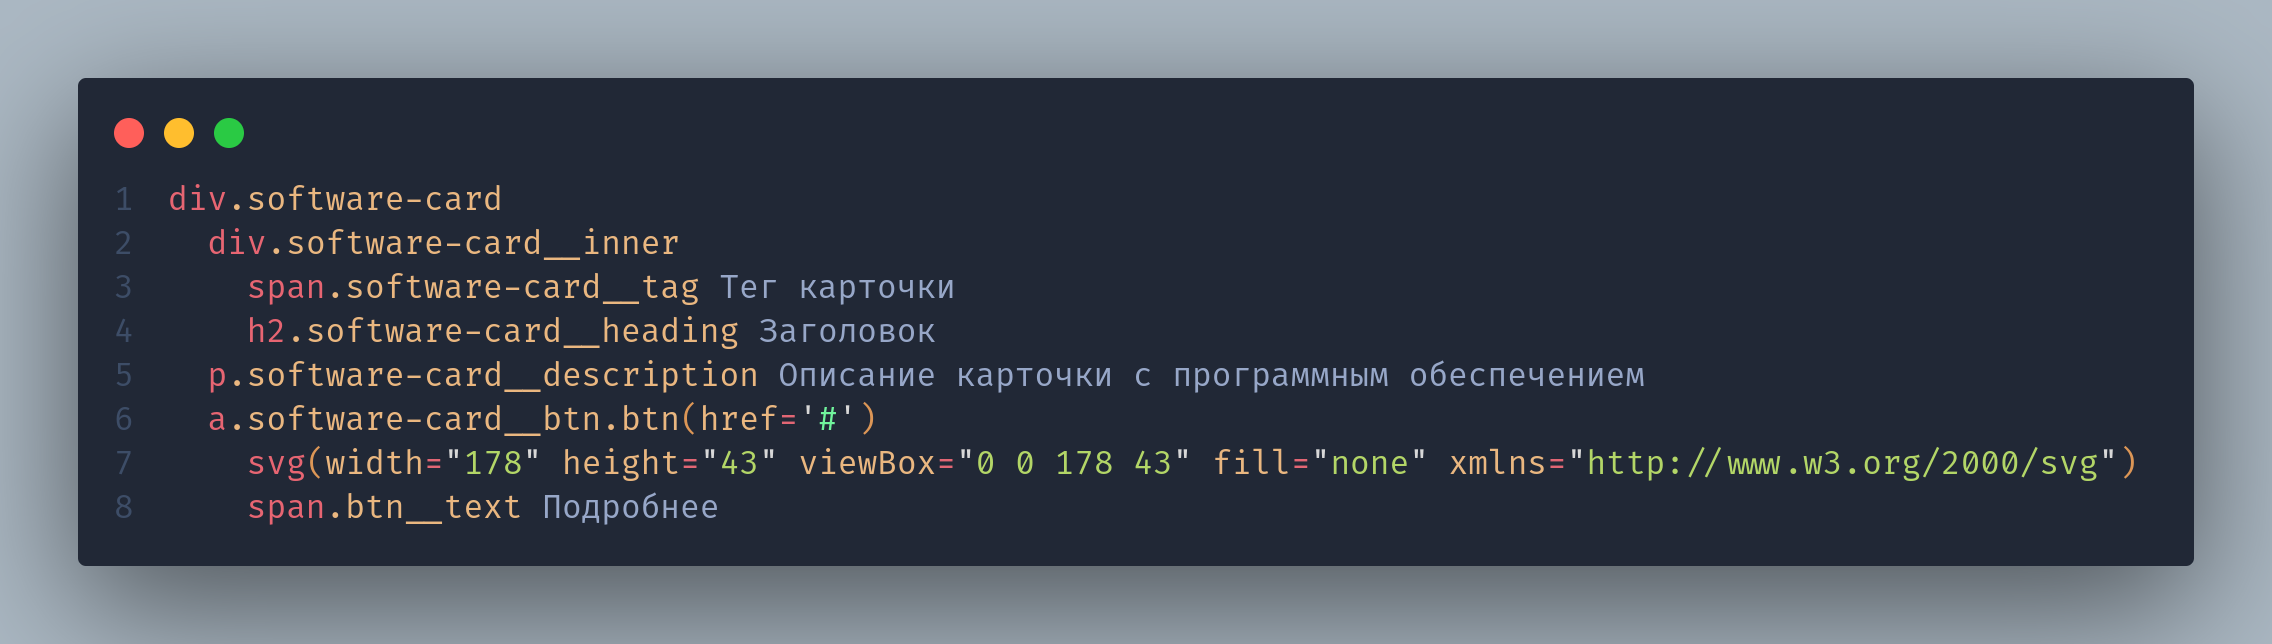 1 div.software-card
2   div.software-card__inner
3     span.software-card__tag Тег карточки
4     h2.software-card__heading Заголовок
5   p.software-card__description Описание карточки с программным обеспечением
6   a.software-card__btn.btn(href='#')
7     svg(width="178" height="43" viewBox="0 0 178 43" fill="none" xmlns="http://www.w3.org/2000/svg")
8     span.btn__text Подробнее